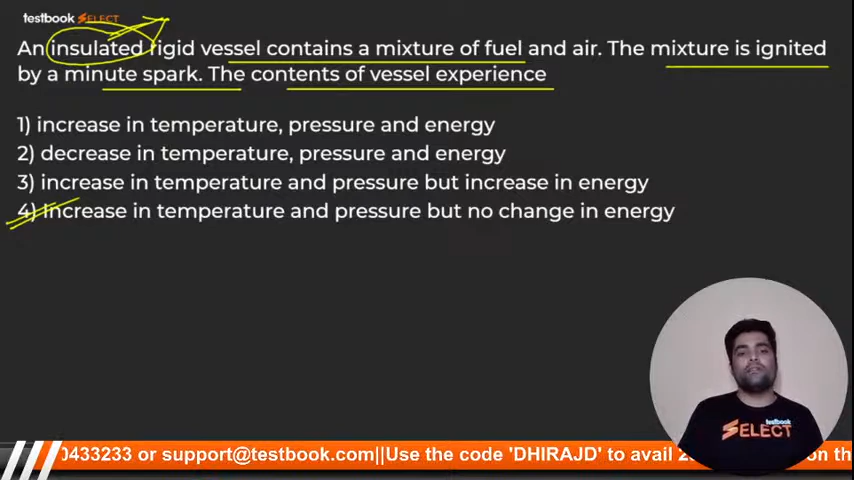 testbook SELECT
An insulated rigid vessel contains a mixture of fuel and air. The mixture is ignited
by a minute spark. The contents of vessel experience
1) increase in temperature, pressure and energy
2) decrease in temperature, pressure and energy
3) increase in temperature and pressure but increase in energy
4) Increase in temperature and pressure but no change in energy
testbook
SELECT
0433233 or support@testbook.com||Use the code 'DHIRAJD' to avail on th